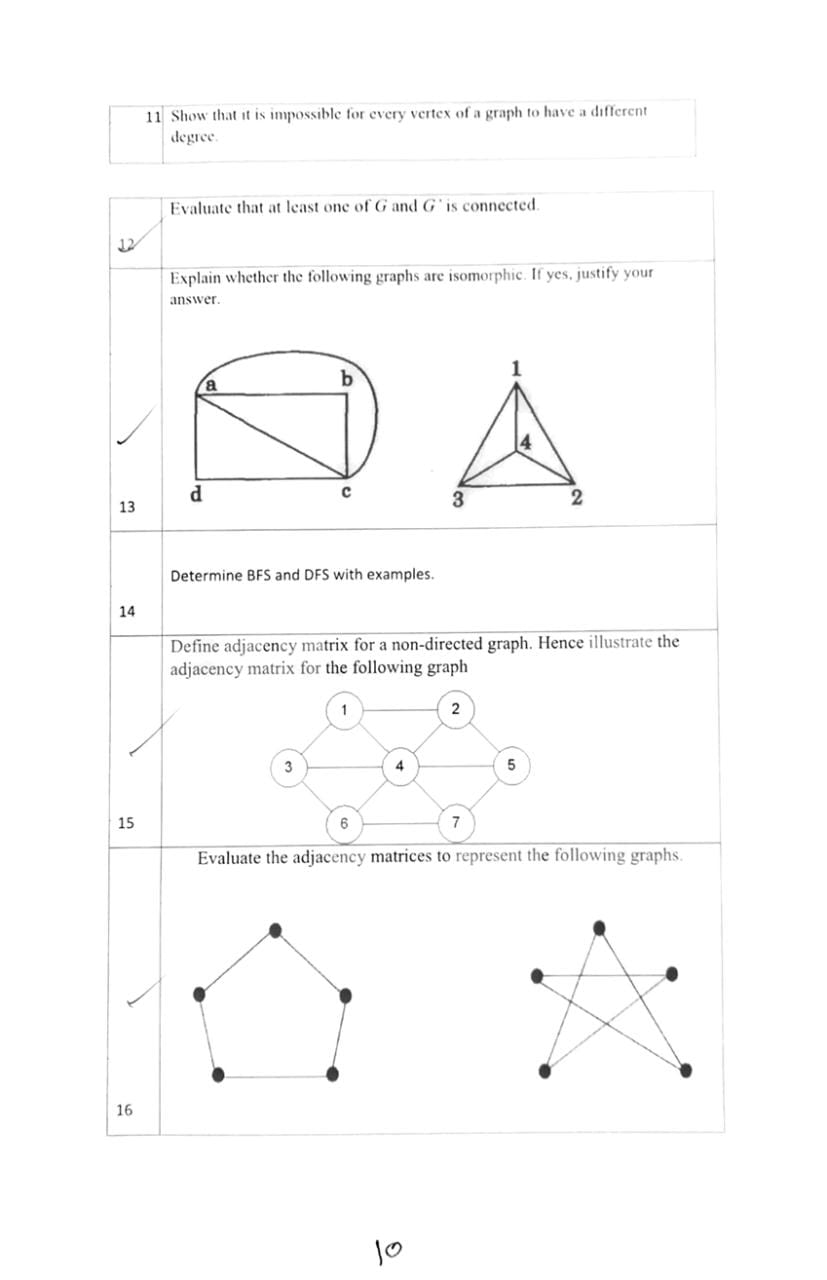 11 Show that it is impossible for every vertex of a graph to have a different
degree.
Evaluate that at least one of G and G' is connected.
12
Explain whether the following graphs are isomorphic. If yes, justify your
answer.
a b
d c
1
4
3 2
13
Determine BFS and DFS with examples.
14
Define adjacency matrix for a non-directed graph. Hence illustrate the
adjacency matrix for the following graph
1 2
3 4 5
6 7
15
Evaluate the adjacency matrices to represent the following graphs.
16
10